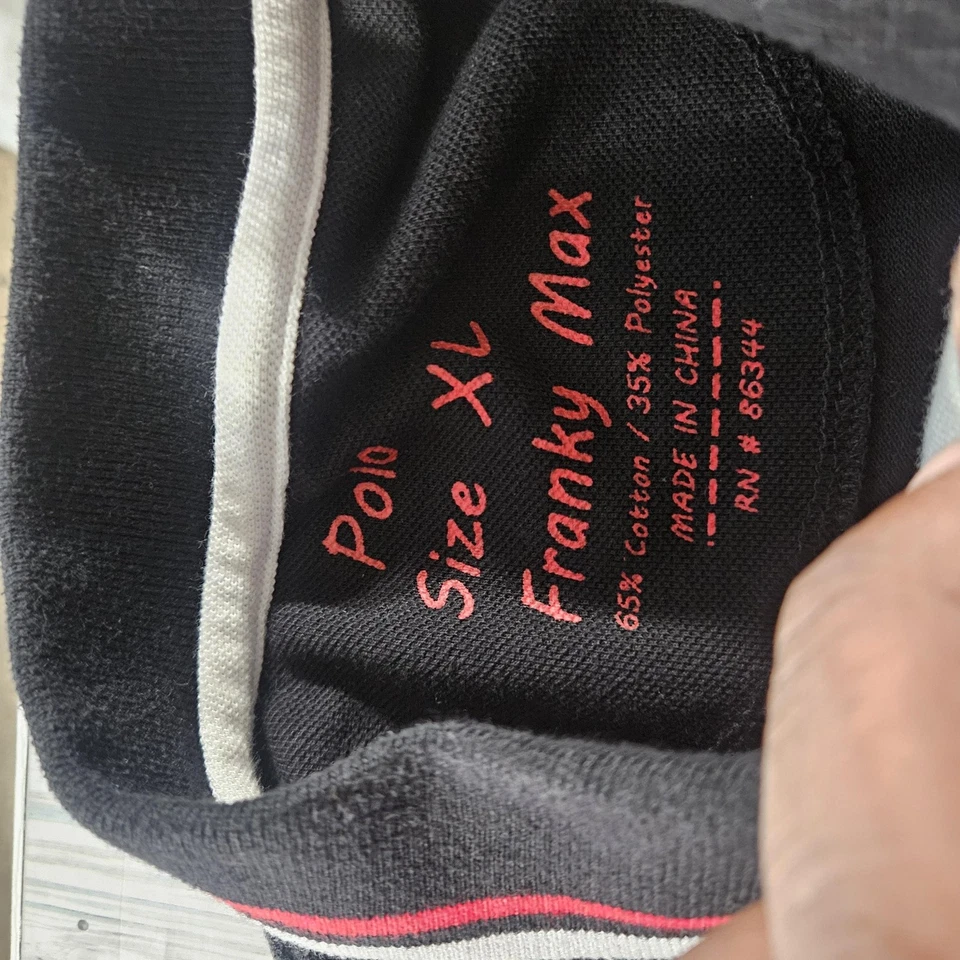 Polo
Size XL
Franky Max
65% Cotton / 35% Polyester
MADE IN CHINA
RN # 86344